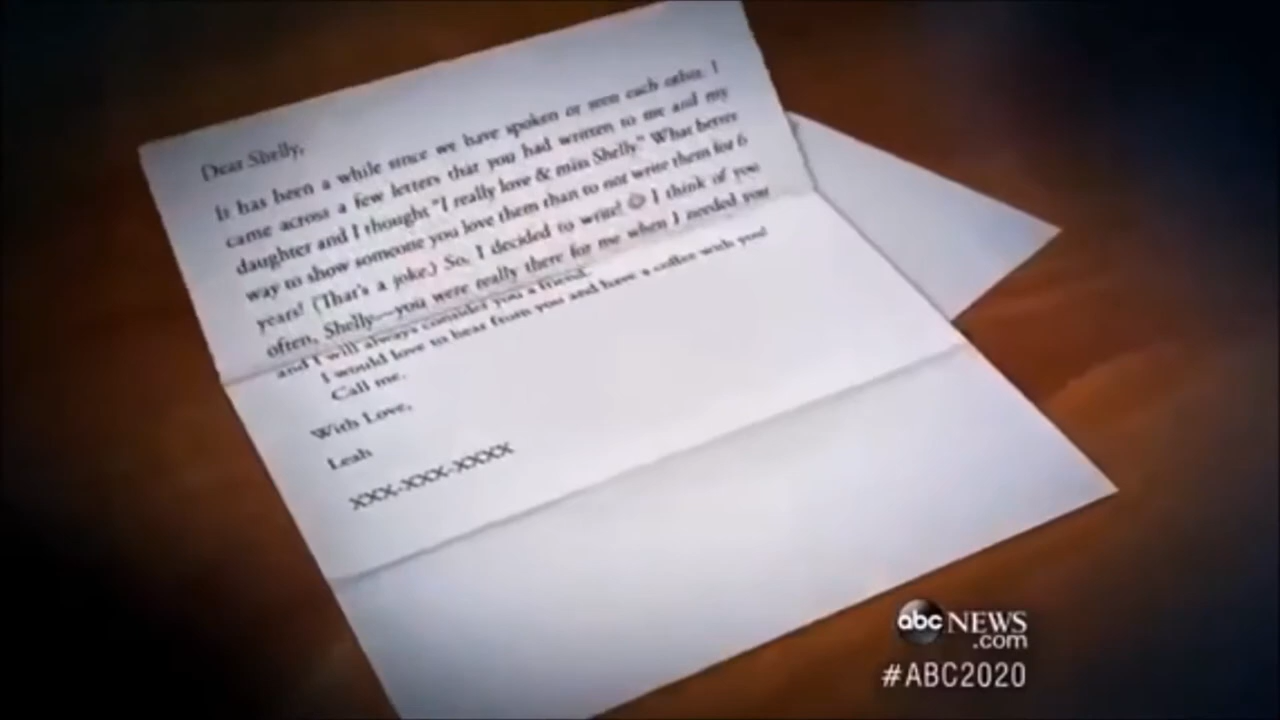 Dear Shelly,
It has been a while since we have spoken or seen each other. I
came across a few letters that you had written to me and my
daughter and I thought "I really love & miss Shelly." What better
way to show someone you love them than to not write them for 6
years! (That's a joke.) So, I decided to write! ☺ I think of you
often, Shelly—you were really there for me when I needed you
and I will always consider you a friend.
I would love to hear from you and have a coffee with you!
Call me.
With Love,
Leah
XXX-XXX-XXXX
abc NEWS
.com
#ABC2020